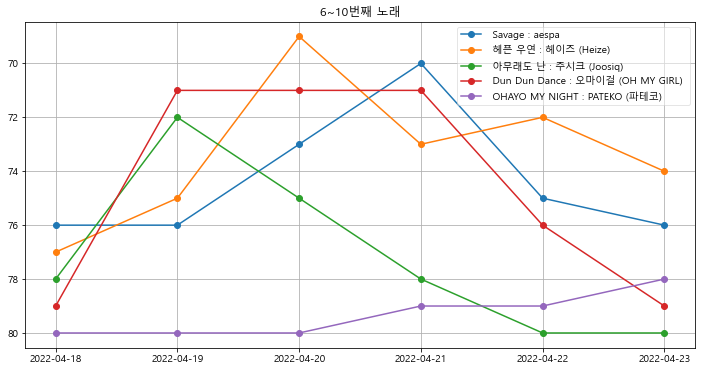 6~10번째 노래
Savage : aespa
헤픈 우연 : 헤이즈 (Heize)
아무래도 난 : 주시크 (Joosiq)
Dun Dun Dance : 오마이걸 (OH MY GIRL)
OHAYO MY NIGHT : PATEKO (파테코)
70
72
74
76
78
80
2022-04-18
2022-04-19
2022-04-20
2022-04-21
2022-04-22
2022-04-23